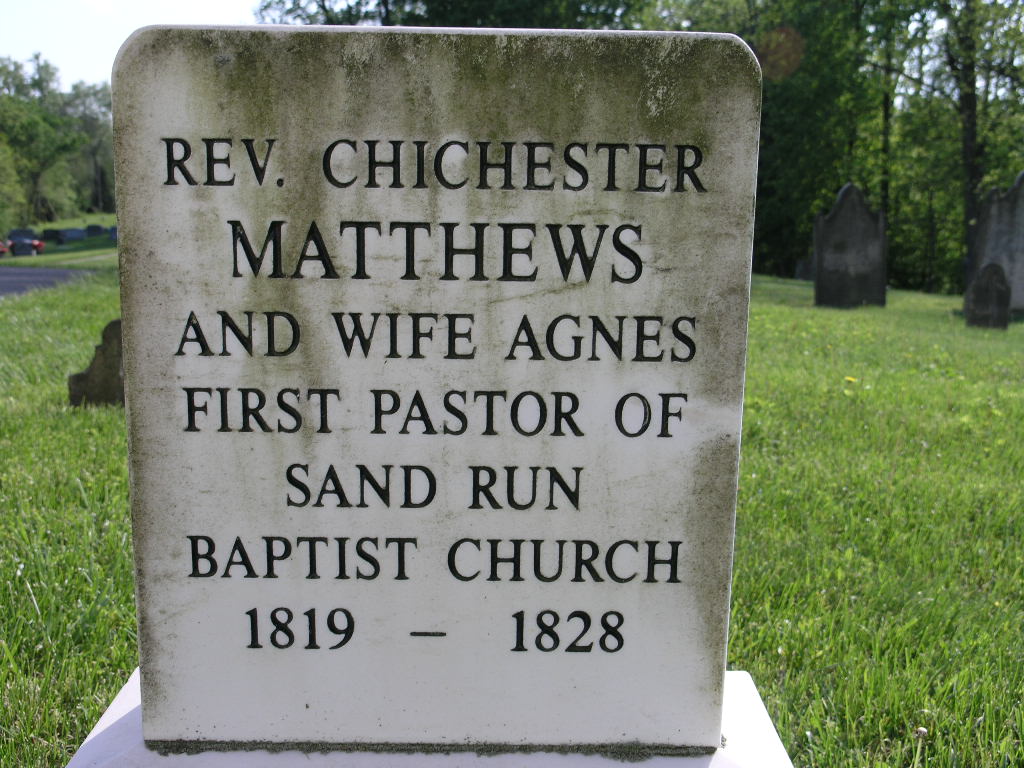 REV. CHICHESTER
MATTHEWS
AND WIFE AGNES
FIRST PASTOR OF
SAND RUN
BAPTIST CHURCH
1819 – 1828